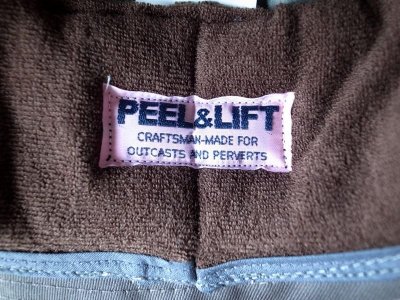 PEEL&LIFT
CRAFTSMAN-MADE FOR
OUTCASTS AND PERVERTS